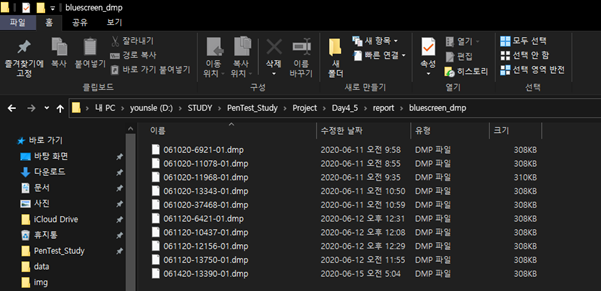 bluescreen_dmp
파일 홈 공유 보기
즐겨찾기에 고정
복사
붙여넣기
잘라내기
경로 복사
바로 가기 붙여넣기
이동 위치
복사 위치
삭제
이름 바꾸기
새 폴더
새 항목
빠른 연결
속성
열기
편집
히스토리
모두 선택
선택 안 함
선택 영역 반전
클립보드 구성 새로 만들기 열기 선택
내 PC > younsle (D:) > STUDY > PenTest_Study > Project > Day4_5 > report > bluescreen_dmp
이름 수정한 날짜 유형 크기
바로 가기
바탕 화면
다운로드
문서
사진
iCloud Drive
휴지통
PenTest_Study
data
img
061020-6921-01.dmp 2020-06-11 오전 9:58 DMP 파일 308KB
061020-11078-01.dmp 2020-06-11 오전 8:55 DMP 파일 308KB
061020-11968-01.dmp 2020-06-11 오전 9:35 DMP 파일 310KB
061020-13343-01.dmp 2020-06-11 오전 10:50 DMP 파일 308KB
061020-37468-01.dmp 2020-06-11 오전 10:59 DMP 파일 308KB
061120-6421-01.dmp 2020-06-12 오후 12:31 DMP 파일 308KB
061120-10437-01.dmp 2020-06-12 오후 12:08 DMP 파일 308KB
061120-12156-01.dmp 2020-06-12 오후 12:29 DMP 파일 308KB
061120-13750-01.dmp 2020-06-12 오전 11:55 DMP 파일 308KB
061420-13390-01.dmp 2020-06-15 오전 5:04 DMP 파일 308KB